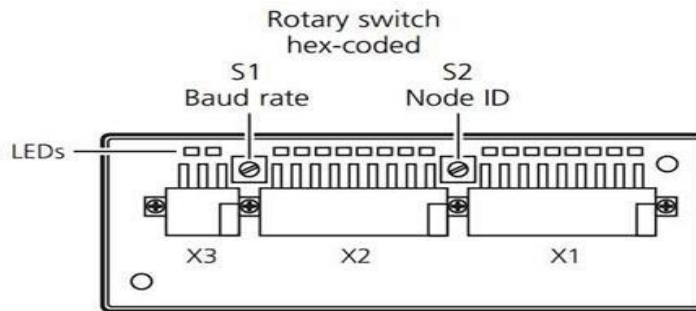 Rotary switch
hex-coded
S1
Baud rate
S2
Node ID
LEDs
X3
X2
X1